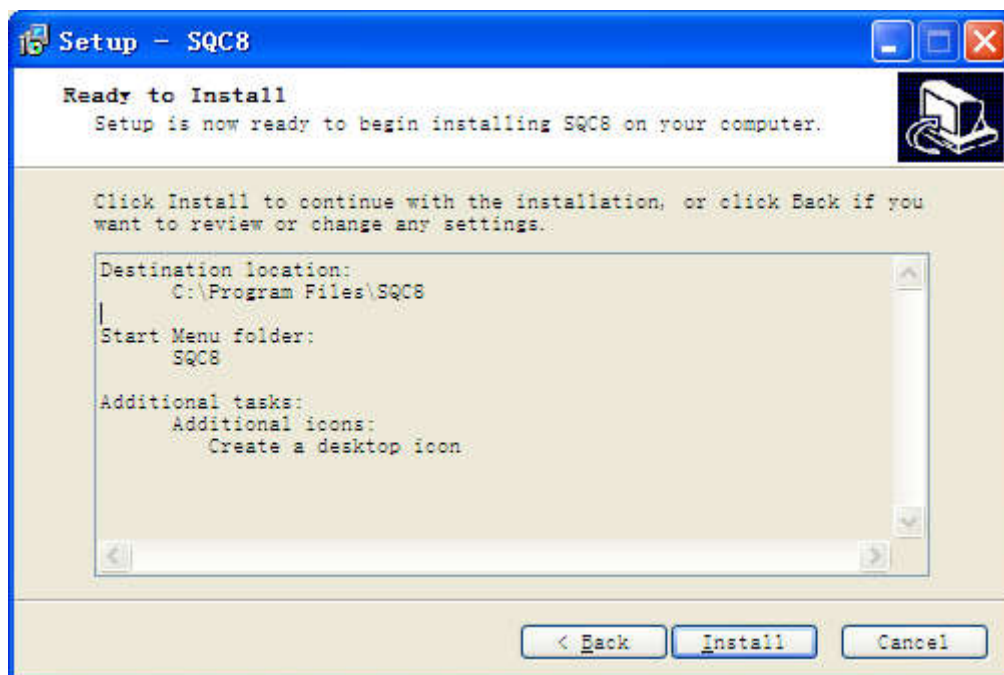 Setup - SQC8
Ready to Install
Setup is now ready to begin installing SQC8 on your computer.
Click Install to continue with the installation, or click Back if you
want to review or change any settings.
Destination location:
C:\Program Files\SQC8
Start Menu folder:
SQC8
Additional tasks:
Additional icons:
Create a desktop icon
< Back
Install
Cancel